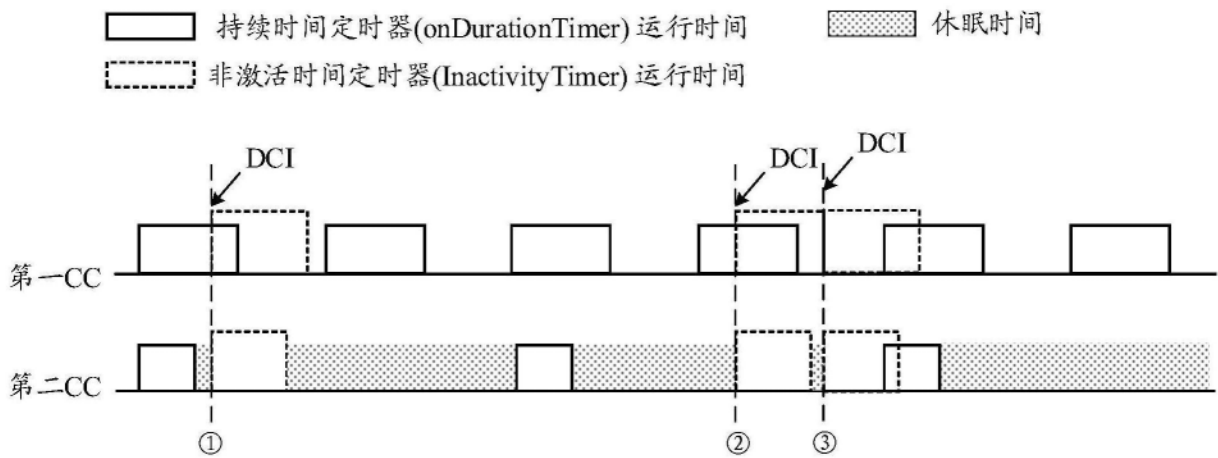 持续时间定时器(onDurationTimer) 运行时间
休眠时间
非激活时间定时器(InactivityTimer) 运行时间
DCI
DCI
DCI
第一CC
第二CC
① ② ③